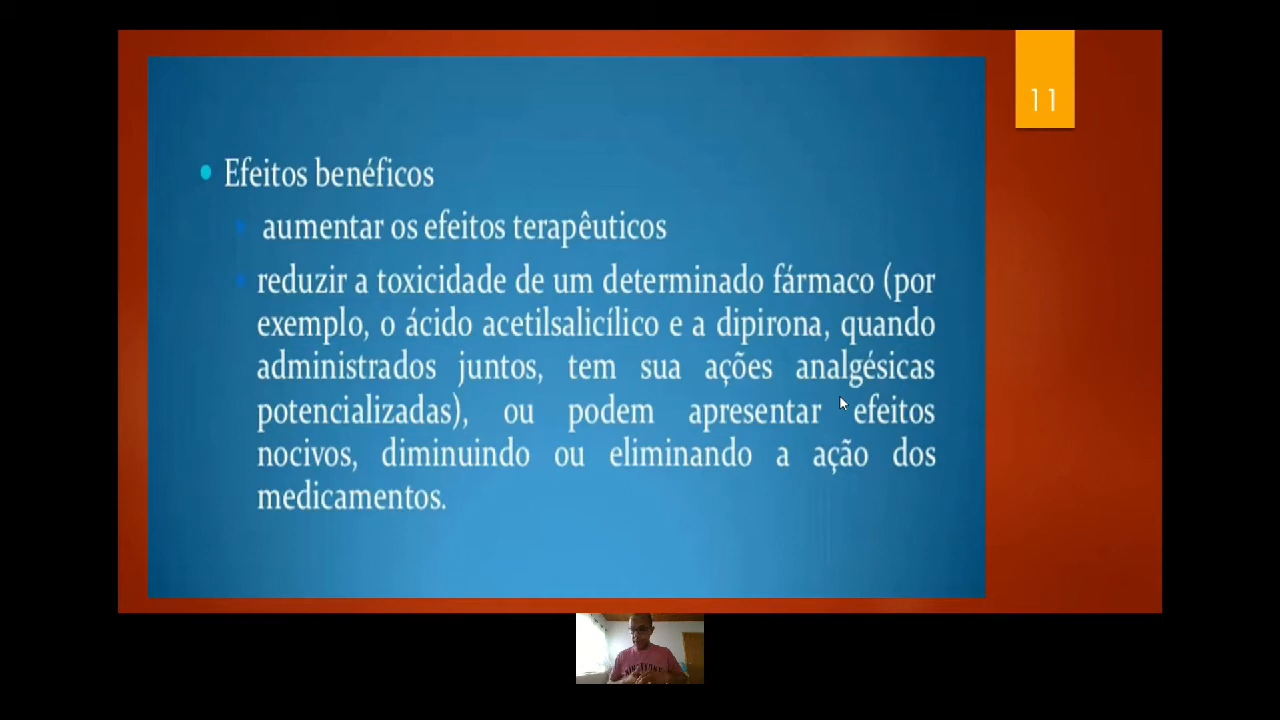 11
Efeitos benéficos
aumentar os efeitos terapêuticos
reduzir a toxicidade de um determinado fármaco (por
exemplo, o ácido acetilsalicílico e a dipirona, quando
administrados juntos, tem sua ações analgésicas
potencializadas), ou podem apresentar efeitos
nocivos, diminuindo ou eliminando a ação dos
medicamentos.